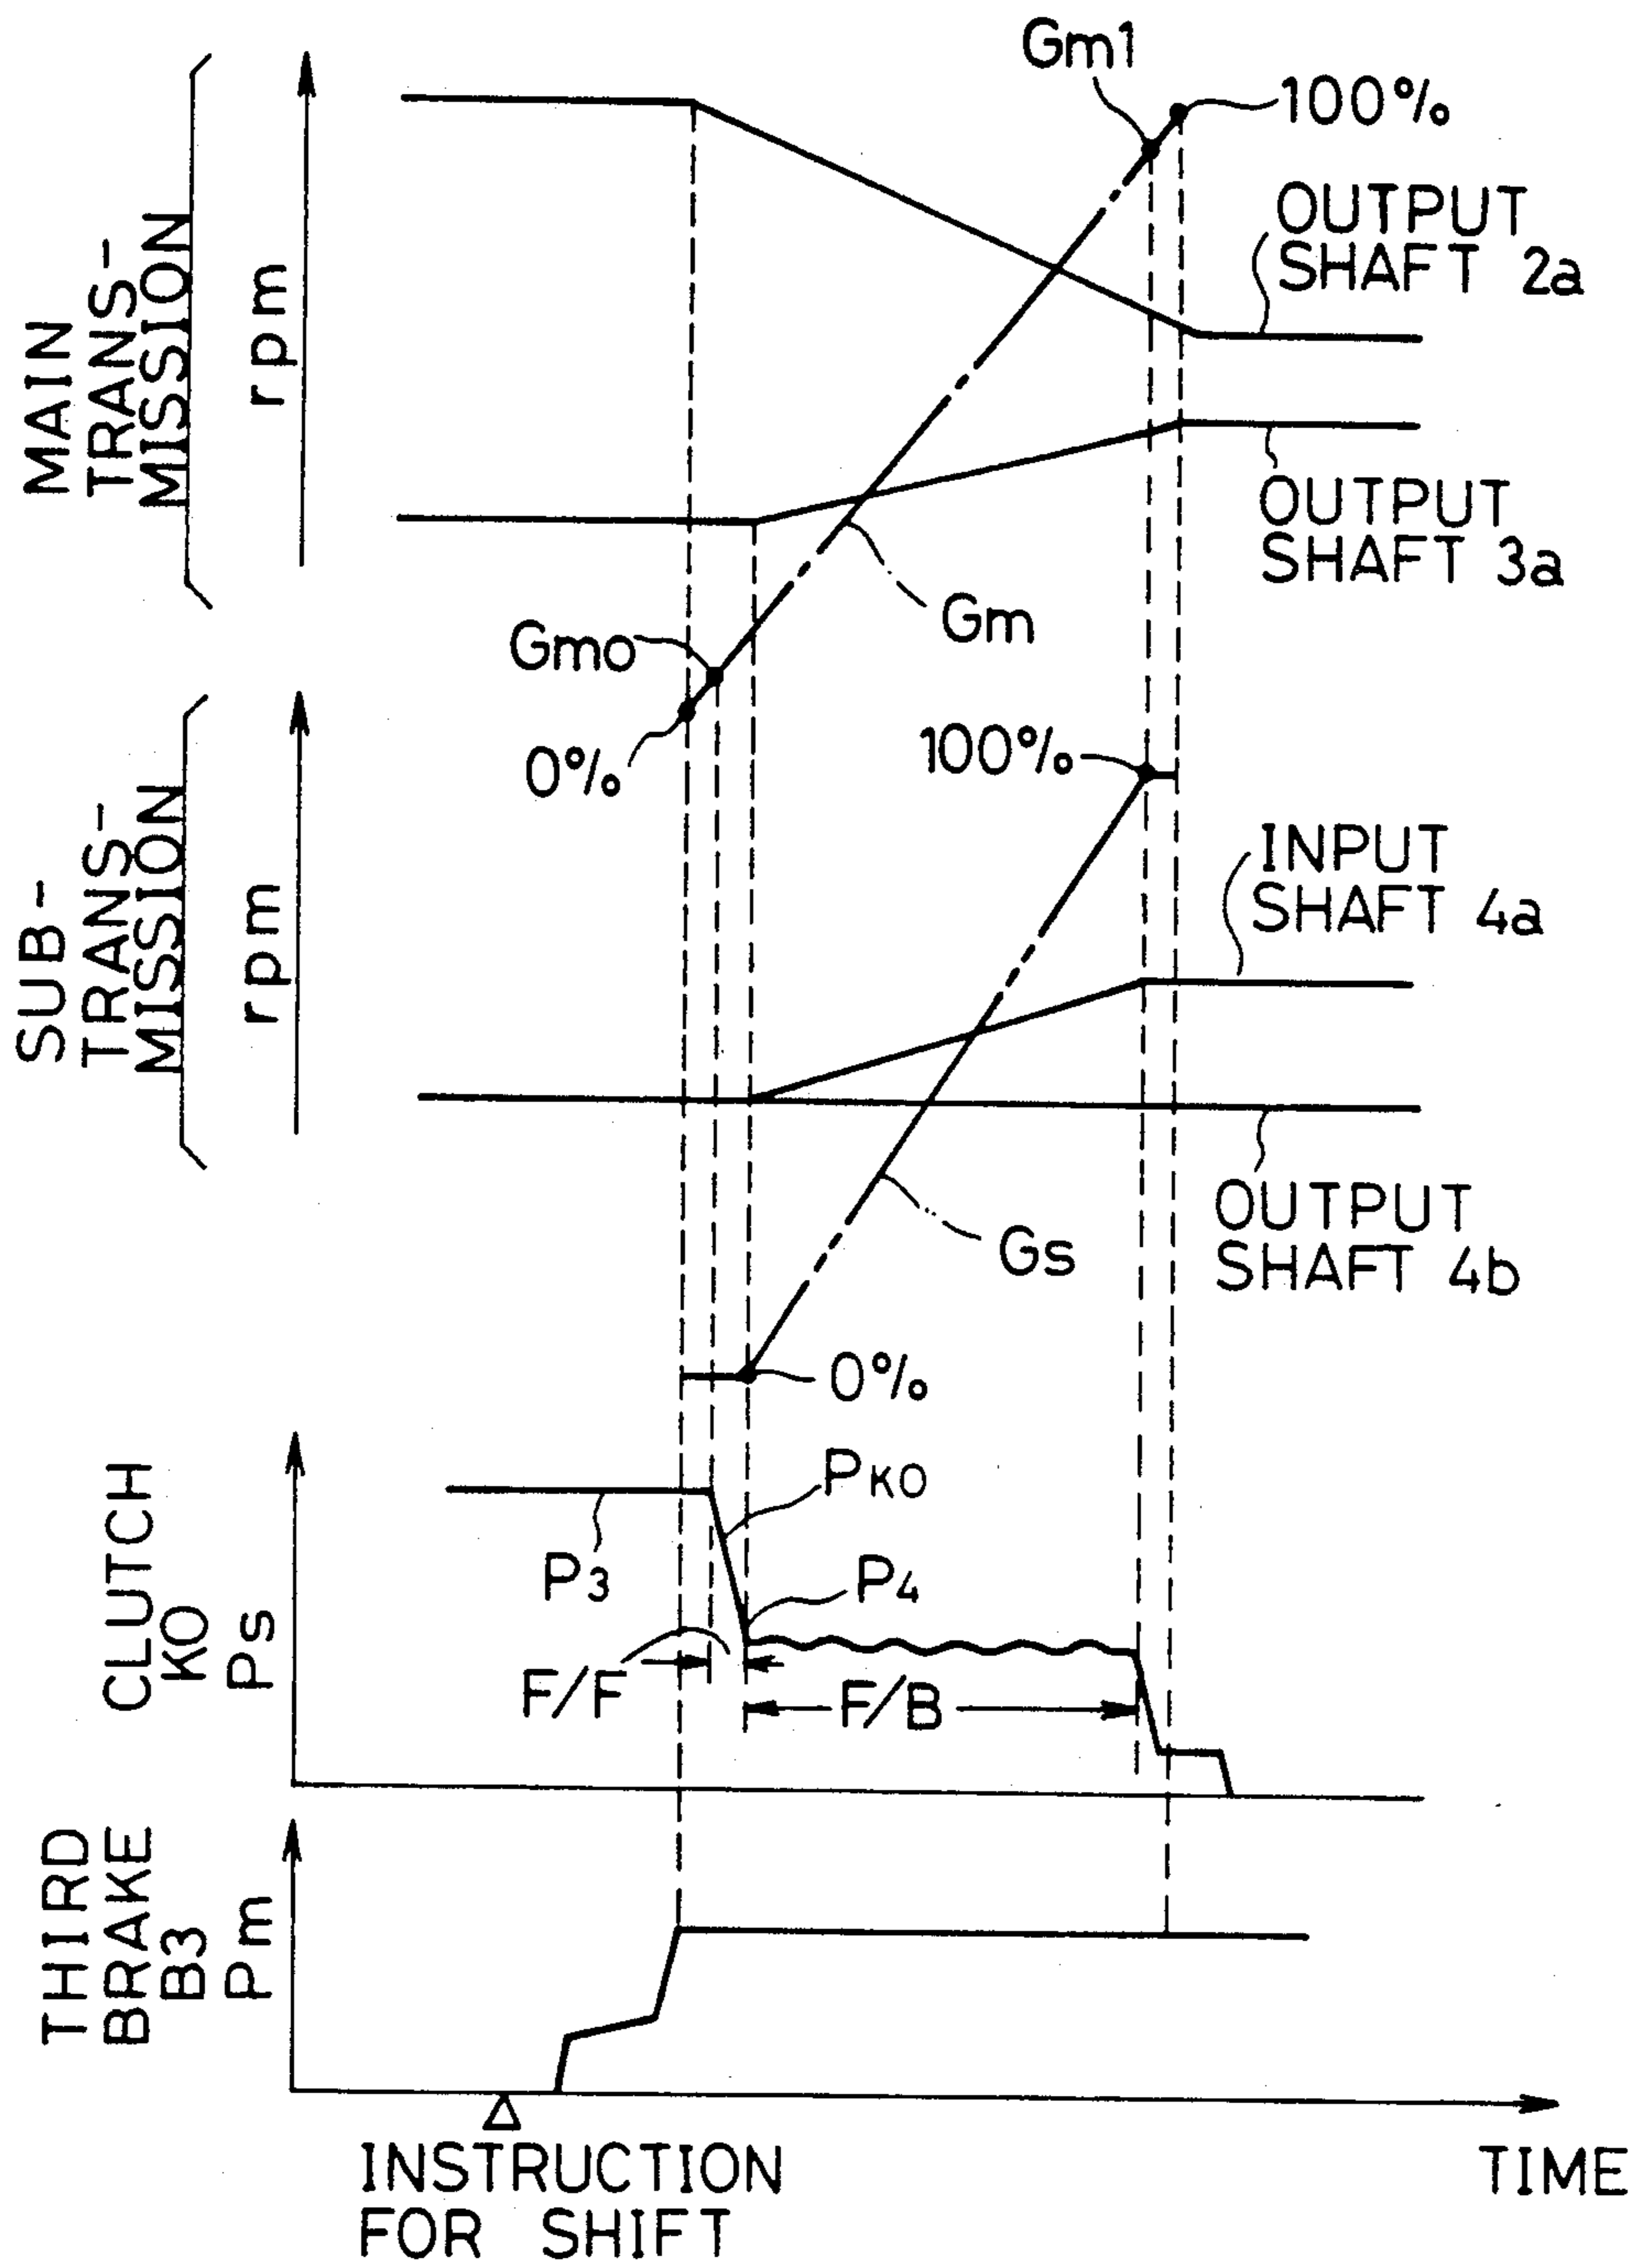 Gm1
100%
OUTPUT
SHAFT 2a
MAIN
TRANS-
MISSION
rpm
OUTPUT
SHAFT 3a
Gm
Gmo
0%
100%
SUB-
TRANS-
MISSION
rpm
INPUT
SHAFT 4a
OUTPUT
SHAFT 4b
Gs
0%
CLUTCH
KO
Ps
PKO
P3
P4
F/F
F/B
THIRD
BRAKE
B3
Pm
INSTRUCTION
FOR SHIFT
TIME